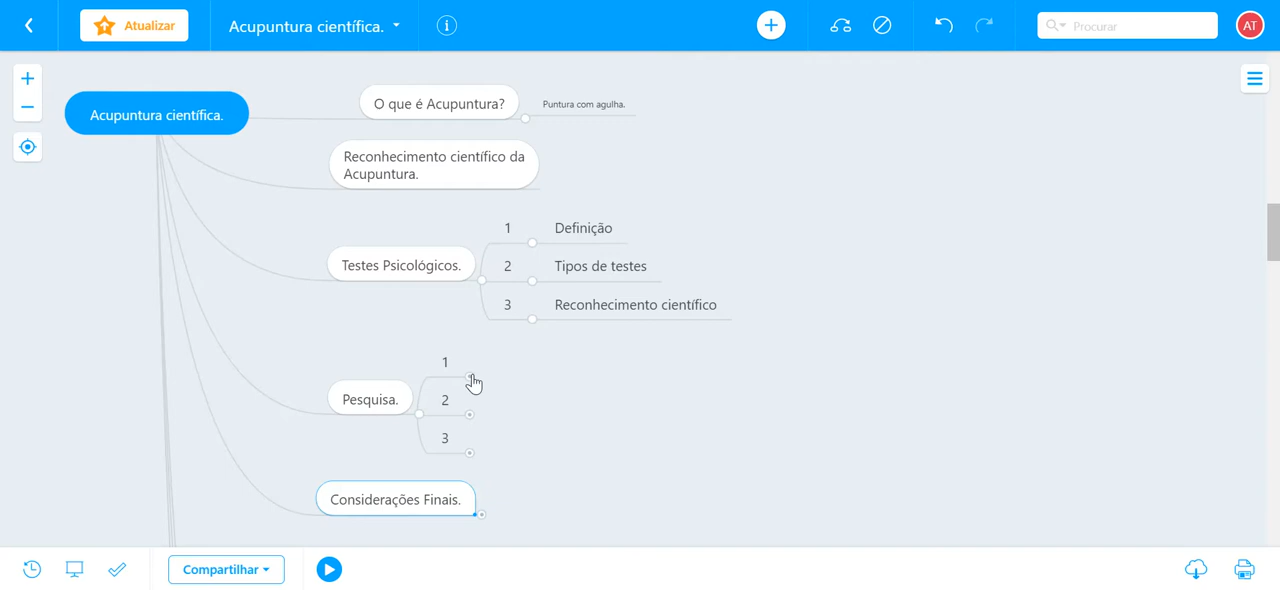 Atualizar
Acupuntura científica.
Procurar
AT
Acupuntura científica.
O que é Acupuntura?
Puntura com agulha.
Reconhecimento científico da
Acupuntura.
Testes Psicológicos.
1 Definição
2 Tipos de testes
3 Reconhecimento científico
Pesquisa.
1
2
3
Considerações Finais.
Compartilhar